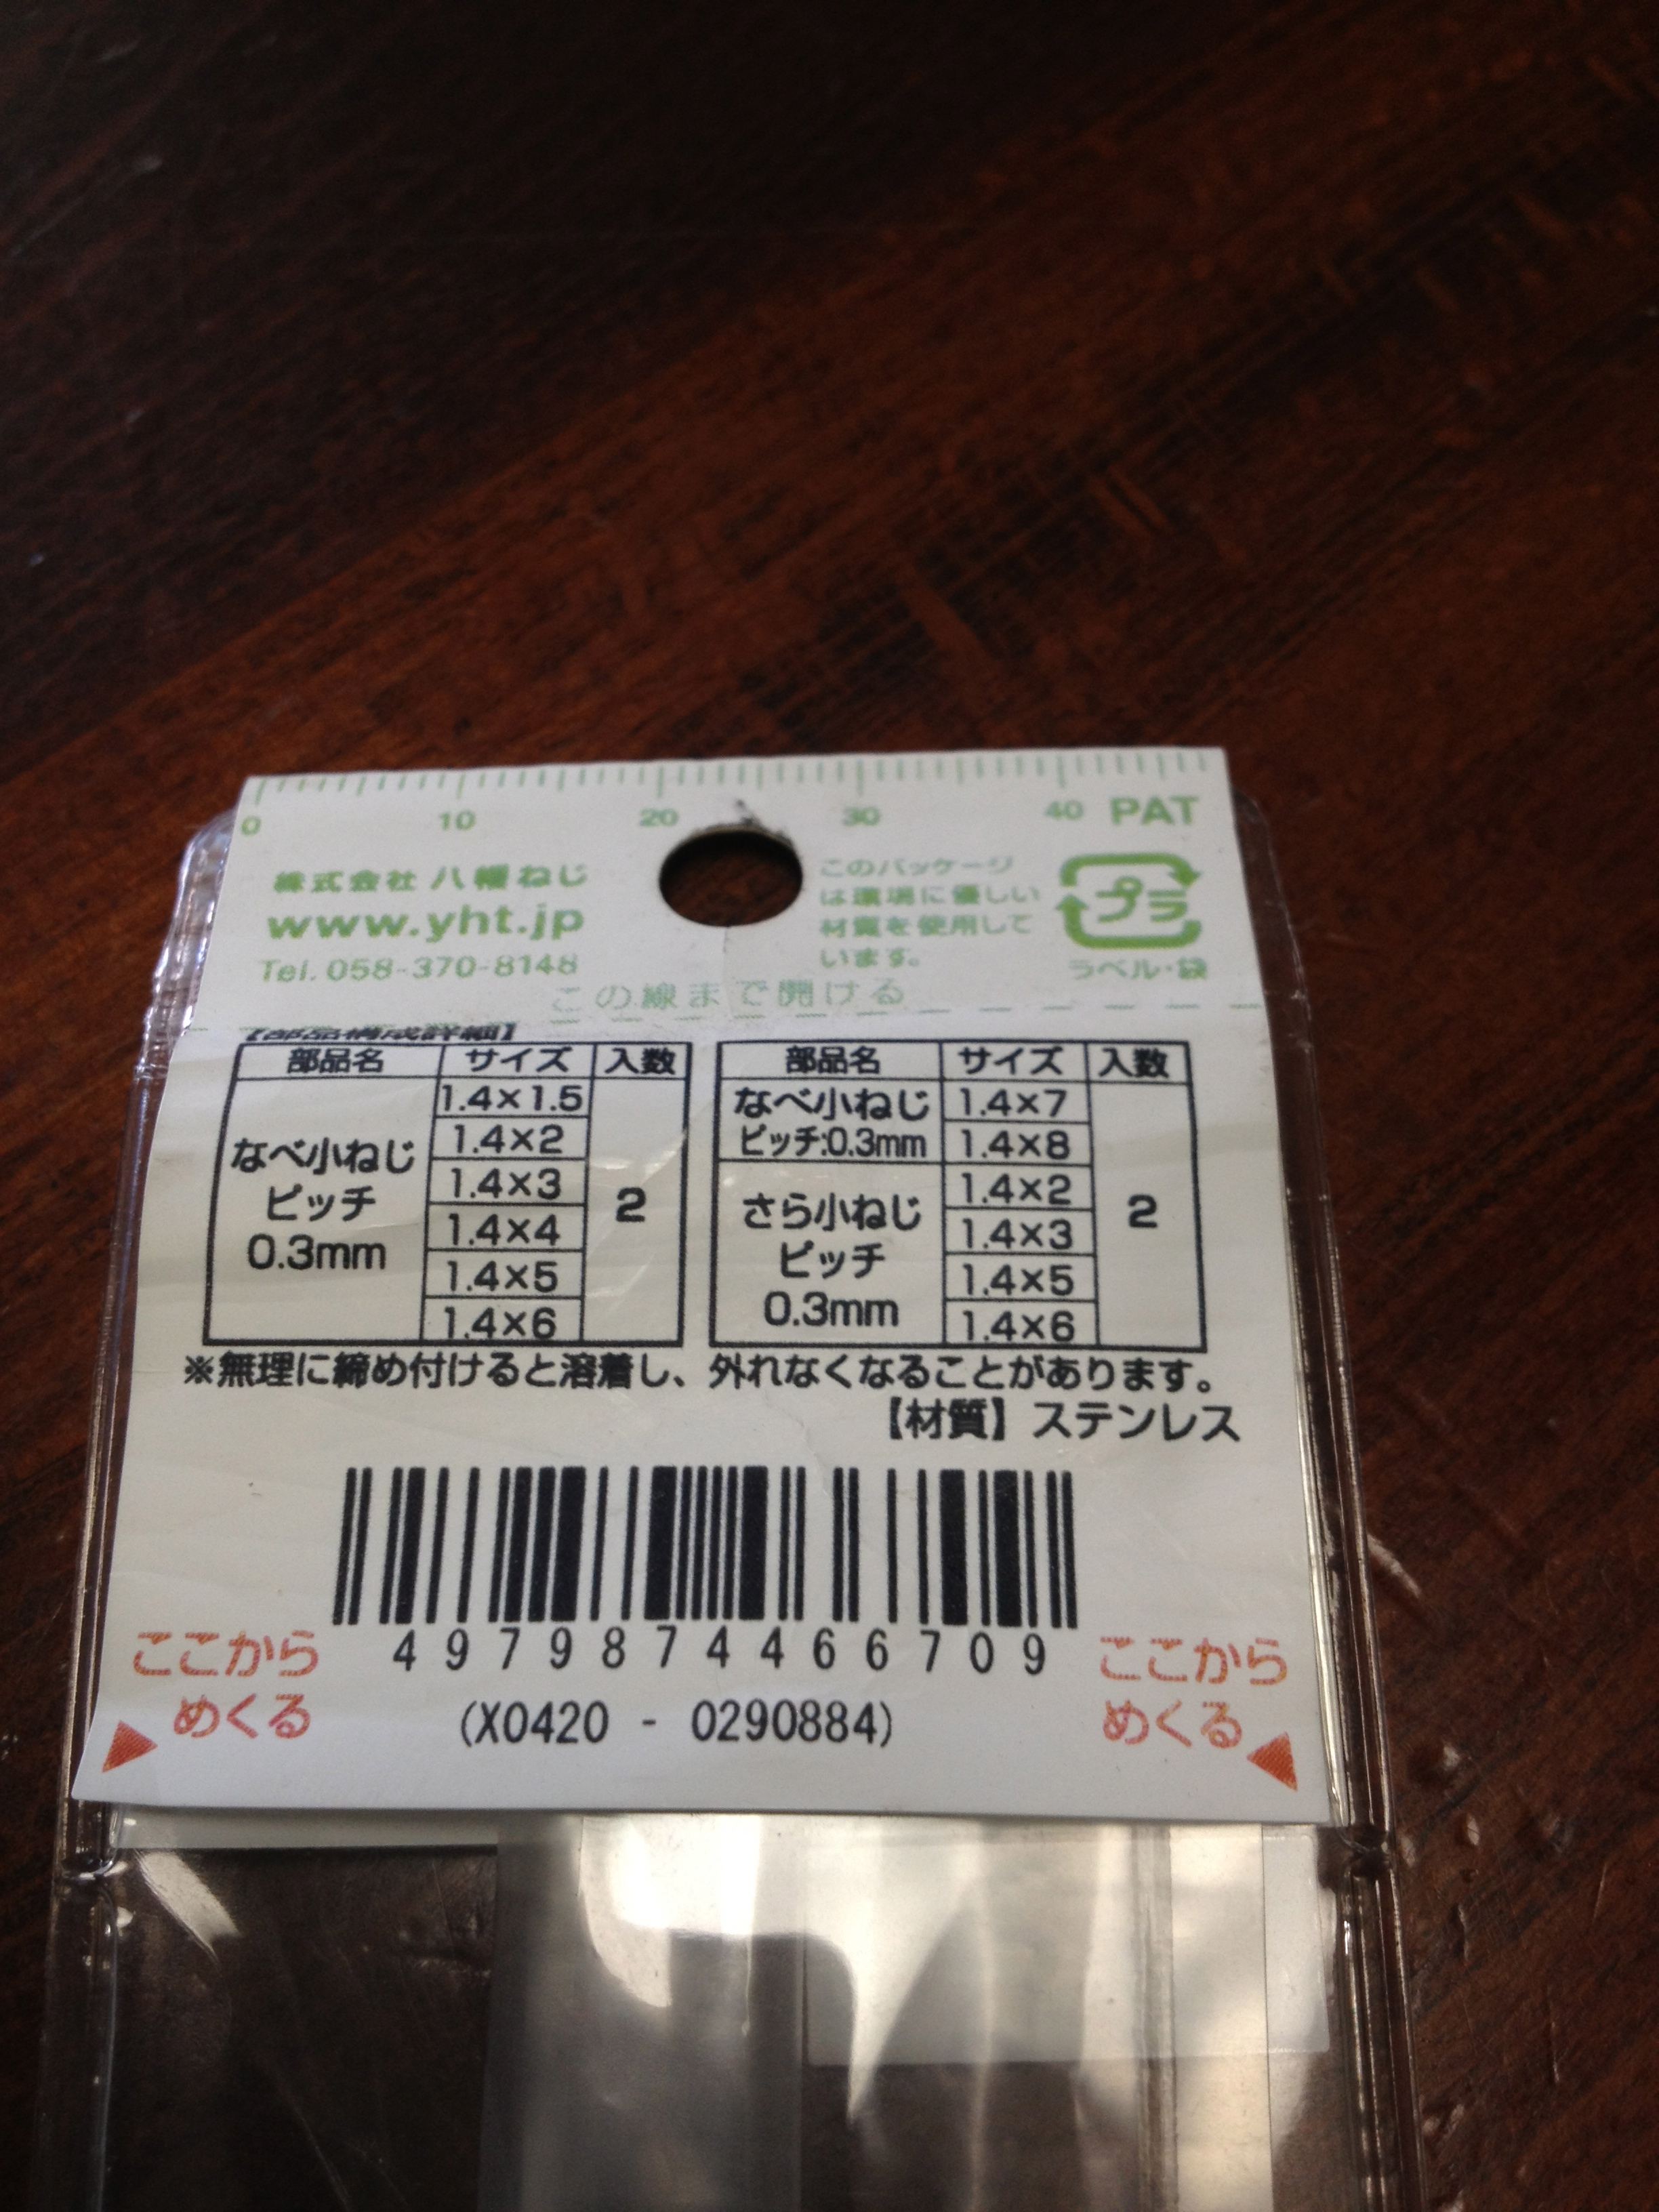 0 10 20 30 40 PAT
株式会社 八幡ねじ
www.yht.jp
Tel. 058-370-8148
このパッケージ
は環境に優しい
材質を使用して
います。
プラ
ラベル・袋
この線まで開ける
【部品構成詳細】
部品名 サイズ 入数
なべ小ねじ
ピッチ
0.3mm
1.4×1.5
1.4×2
1.4×3
1.4×4
1.4×5
1.4×6
2
部品名 サイズ 入数
なべ小ねじ
ピッチ:0.3mm
1.4×7
1.4×8
さら小ねじ
ピッチ
0.3mm
1.4×2
1.4×3
1.4×5
1.4×6
2
※無理に締め付けると溶着し、外れなくなることがあります。
【材質】ステンレス
4979874466709
(X0420 - 0290884)
ここから
めくる
ここから
めくる